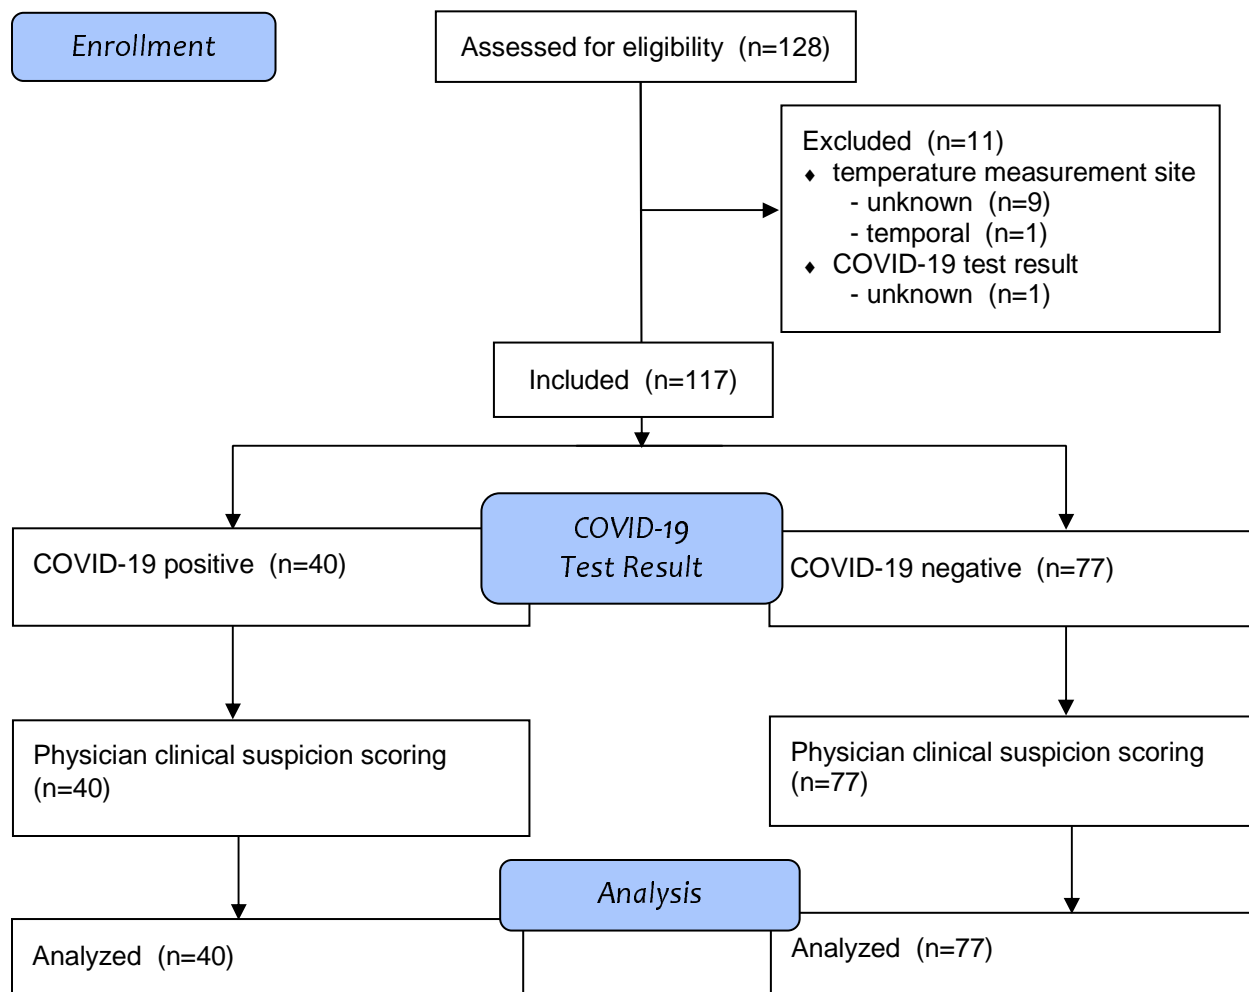 Enrollment
Assessed for eligibility (n=128)
Excluded (n=11)
♦ temperature measurement site
- unknown (n=9)
- temporal (n=1)
♦ COVID-19 test result
- unknown (n=1)
Included (n=117)
COVID-19
Test Result
COVID-19 positive (n=40)
COVID-19 negative (n=77)
Physician clinical suspicion scoring
(n=40)
Physician clinical suspicion scoring
(n=77)
Analysis
Analyzed (n=40)
Analyzed (n=77)